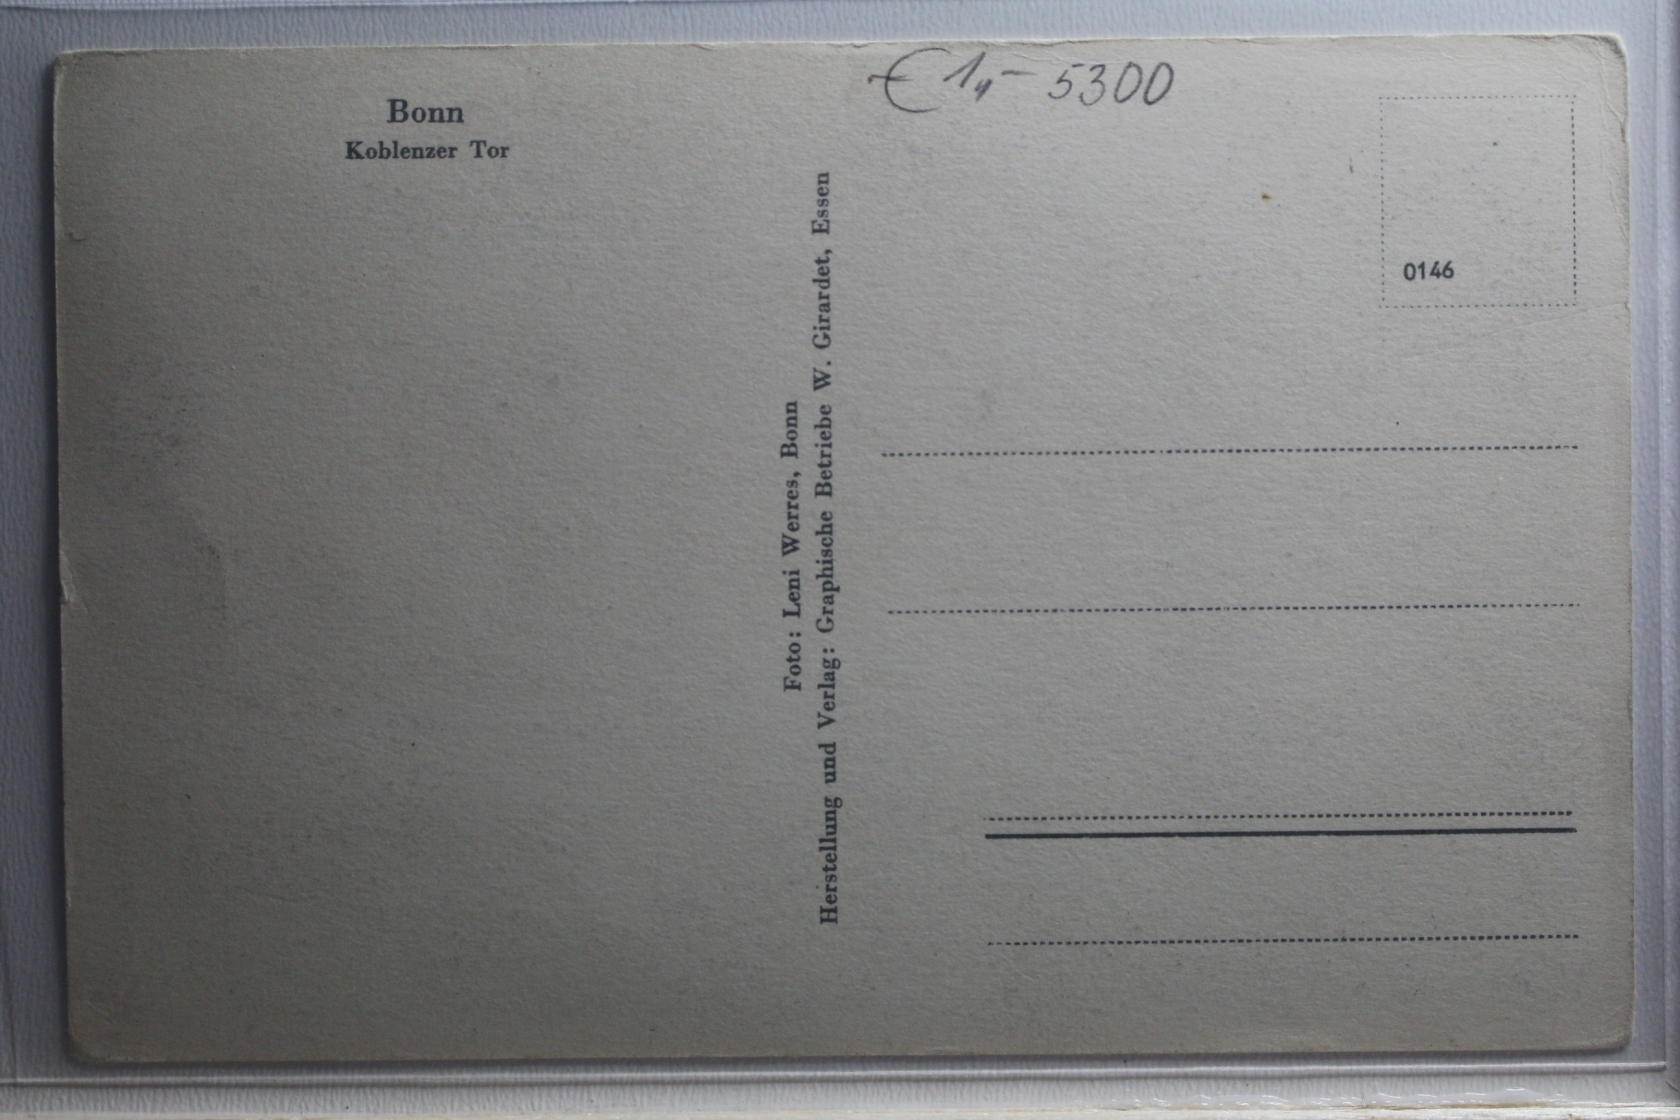 Bonn
Koblenzer Tor
€ 1,- 5300
0146
Foto: Leni Werres, Bonn
Herstellung und Verlag: Graphische Betriebe W. Girardet, Essen